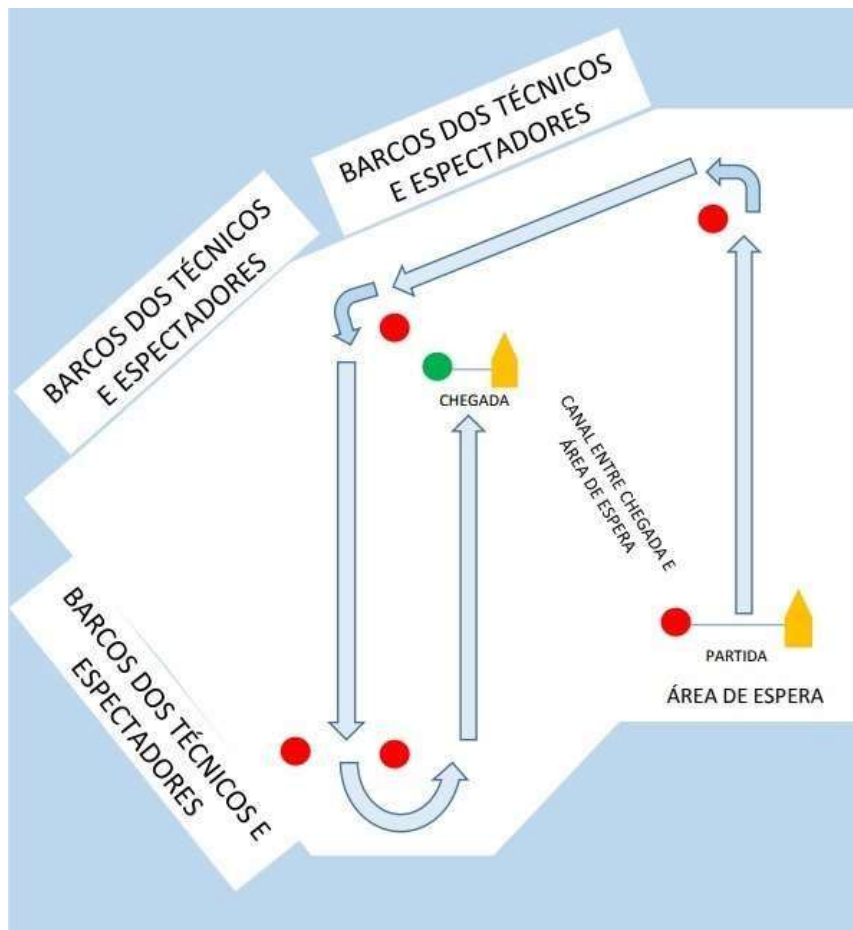 BARCOS DOS TÉCNICOS
E ESPECTADORES
BARCOS DOS TÉCNICOS
E ESPECTADORES
CHEGADA
CANAL ENTRE CHEGADA E
ÁREA DE ESPERA
PARTIDA
ÁREA DE ESPERA
BARCOS DOS TÉCNICOS E
ESPECTADORES